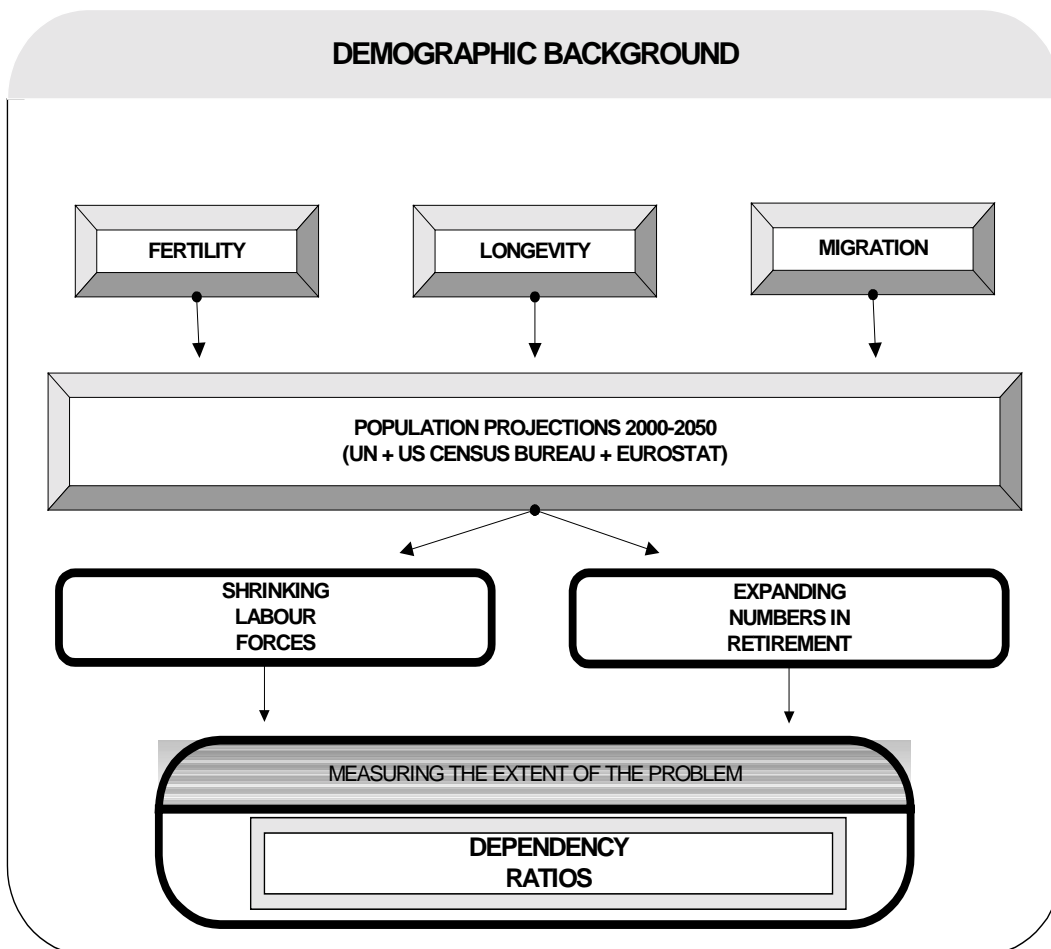 DEMOGRAPHIC BACKGROUND
FERTILITY
LONGEVITY
MIGRATION
POPULATION PROJECTIONS 2000-2050
(UN + US CENSUS BUREAU + EUROSTAT)
SHRINKING
LABOUR
FORCES
EXPANDING
NUMBERS IN
RETIREMENT
MEASURING THE EXTENT OF THE PROBLEM
DEPENDENCY
RATIOS